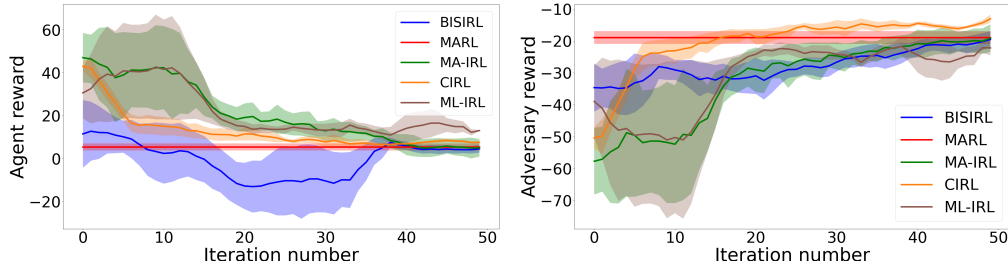 Agent reward
60
40
20
0
−20
0 10 20 30 40 50
Iteration number
BISIRL
MARL
MA-IRL
CIRL
ML-IRL
Adversary reward
−10
−20
−30
−40
−50
−60
−70
0 10 20 30 40 50
Iteration number
BISIRL
MARL
MA-IRL
CIRL
ML-IRL